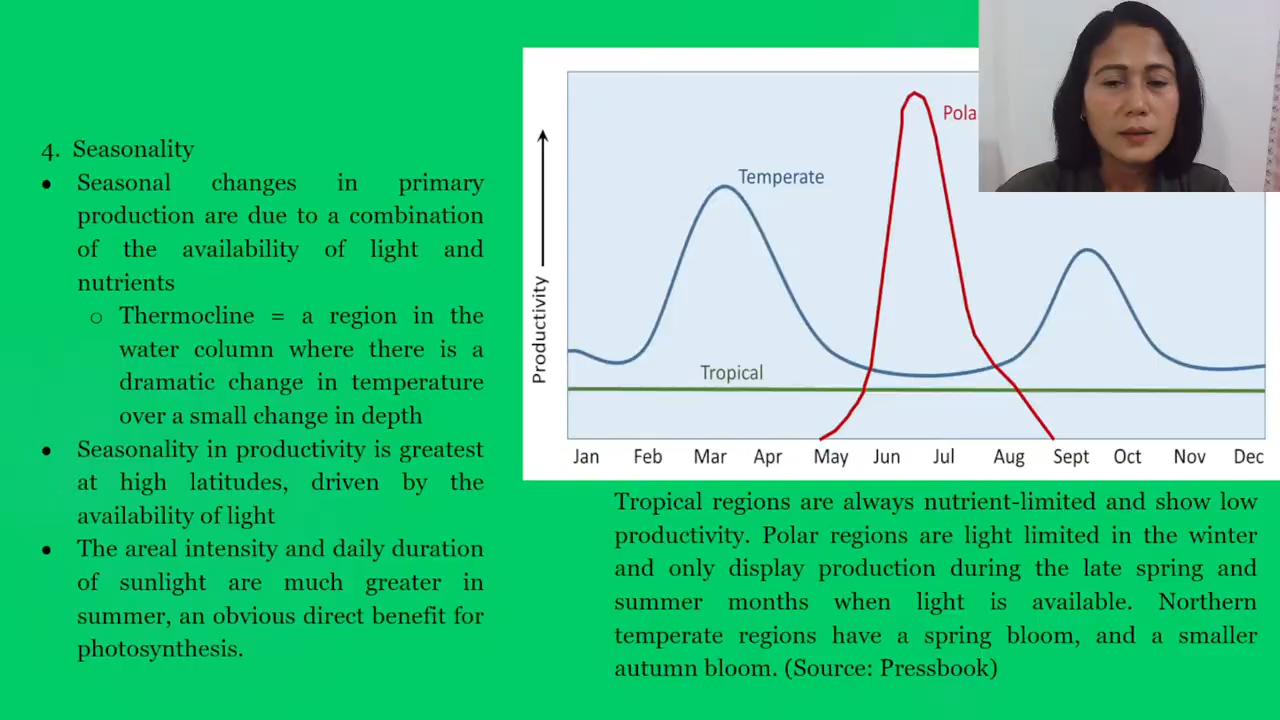 4. Seasonality
• Seasonal changes in primary
production are due to a combination
of the availability of light and
nutrients
o Thermocline = a region in the
water column where there is a
dramatic change in temperature
over a small change in depth
• Seasonality in productivity is greatest
at high latitudes, driven by the
availability of light
• The areal intensity and daily duration
of sunlight are much greater in
summer, an obvious direct benefit for
photosynthesis.
Productivity
Pola
Temperate
Tropical
Jan Feb Mar Apr May Jun Jul Aug Sept Oct Nov Dec
Tropical regions are always nutrient-limited and show low
productivity. Polar regions are light limited in the winter
and only display production during the late spring and
summer months when light is available. Northern
temperate regions have a spring bloom, and a smaller
autumn bloom. (Source: Pressbook)